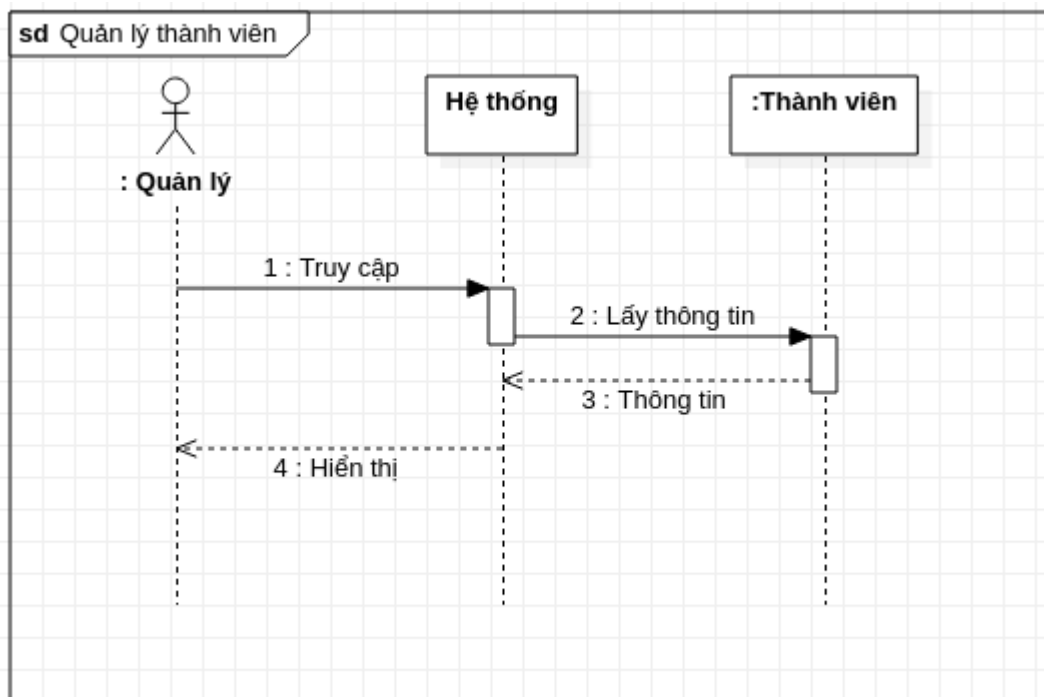 sd Quản lý thành viên
Hệ thống
:Thành viên
: Quản lý
1 : Truy cập
2 : Lấy thông tin
3 : Thông tin
4 : Hiển thị